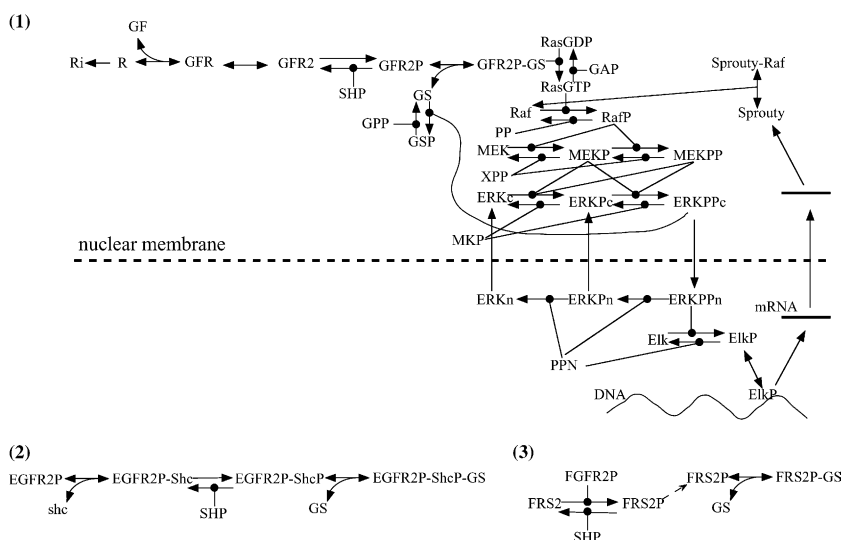 (1)
GF
Ri
R
GFR
GFR2
GFR2P
GFR2P-GS
SHP
RasGDP
GAP
RasGTP
GS
GPP
GSP
Raf
RafP
PP
MEK
MEKP
MEKPP
XPP
ERKc
ERKPc
ERKPPc
MKP
Sprouty-Raf
Sprouty
nuclear membrane
ERKn
ERKPn
ERKPPn
mRNA
Elk
ElkP
PPN
DNA
ElkP
(2)
EGFR2P
EGFR2P-Shc
EGFR2P-ShcP
EGFR2P-ShcP-GS
shc
SHP
GS
(3)
FGFR2P
FRS2
FRS2P
SHP
FRS2P
FRS2P-GS
GS